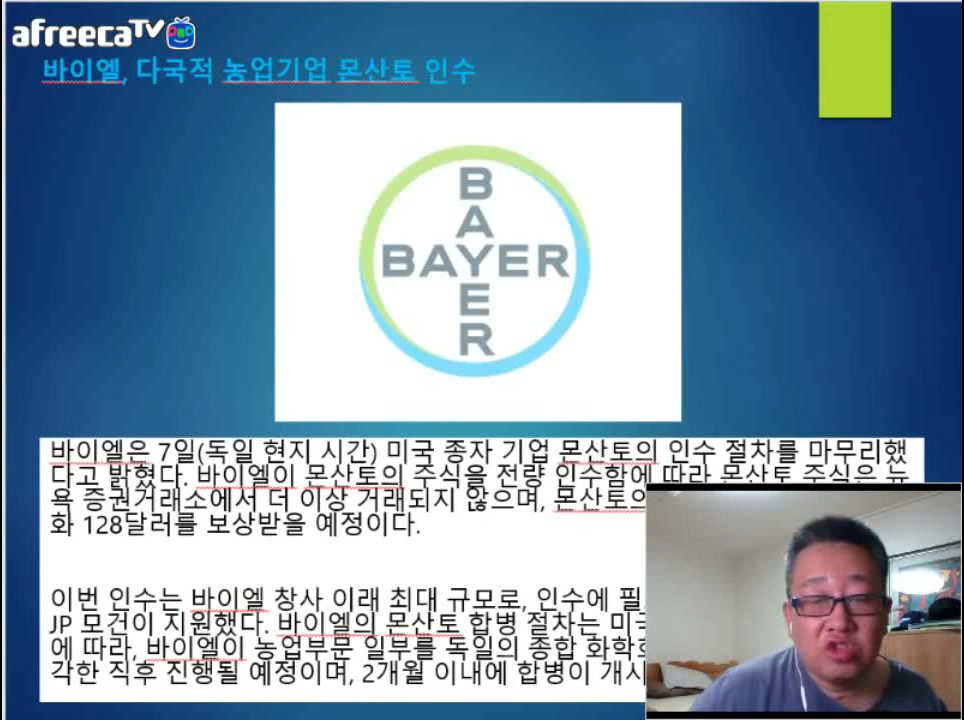 afreecaTV
바이엘, 다국적 농업기업 몬산토 인수
B
A
BAYER
E
R
바이엘은 7일(독일 현지 시간) 미국 종자 기업 몬산토의 인수 절차를 마무리했
다고 밝혔다. 바이엘이 몬산토의 주식을 전량 인수함에 따라 몬산토 주식은 뉴
욕 증권거래소에서 더 이상 거래되지 않으며, 몬산토의
화 128달러를 보상받을 예정이다.
이번 인수는 바이엘 창사 이래 최대 규모로, 인수에 필
JP 모건이 지원했다. 바이엘의 몬산토 합병 절차는 미국
에 따라, 바이엘이 농업부문 일부를 독일의 종합 화학회
각한 직후 진행될 예정이며, 2개월 이내에 합병이 개시